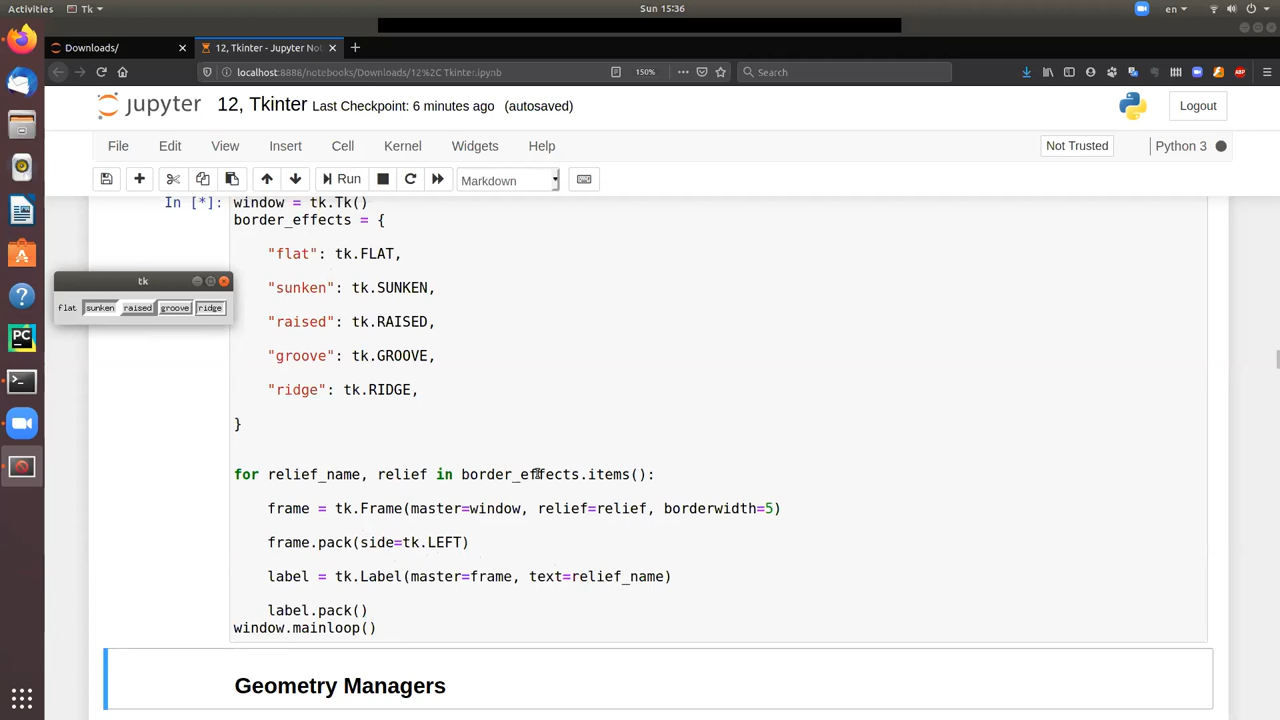 Activities
Tk
Sun 15:36
en
Downloads/
12, Tkinter - Jupyter Not
localhost:8888/notebooks/Downloads/12%2C Tkinter.ipynb
150%
Search
jupyter
12, Tkinter Last Checkpoint: 6 minutes ago (autosaved)
Logout
File Edit View Insert Cell Kernel Widgets Help
Not Trusted
Python 3
Run
Markdown
In [*]:
window = tk.Tk()
border_effects = {
"flat": tk.FLAT,
"sunken": tk.SUNKEN,
"raised": tk.RAISED,
"groove": tk.GROOVE,
"ridge": tk.RIDGE,
}
for relief_name, relief in border_effects.items():
frame = tk.Frame(master=window, relief=relief, borderwidth=5)
frame.pack(side=tk.LEFT)
label = tk.Label(master=frame, text=relief_name)
label.pack()
window.mainloop()
tk
flat sunken raised groove ridge
PC
ABP
Geometry Managers